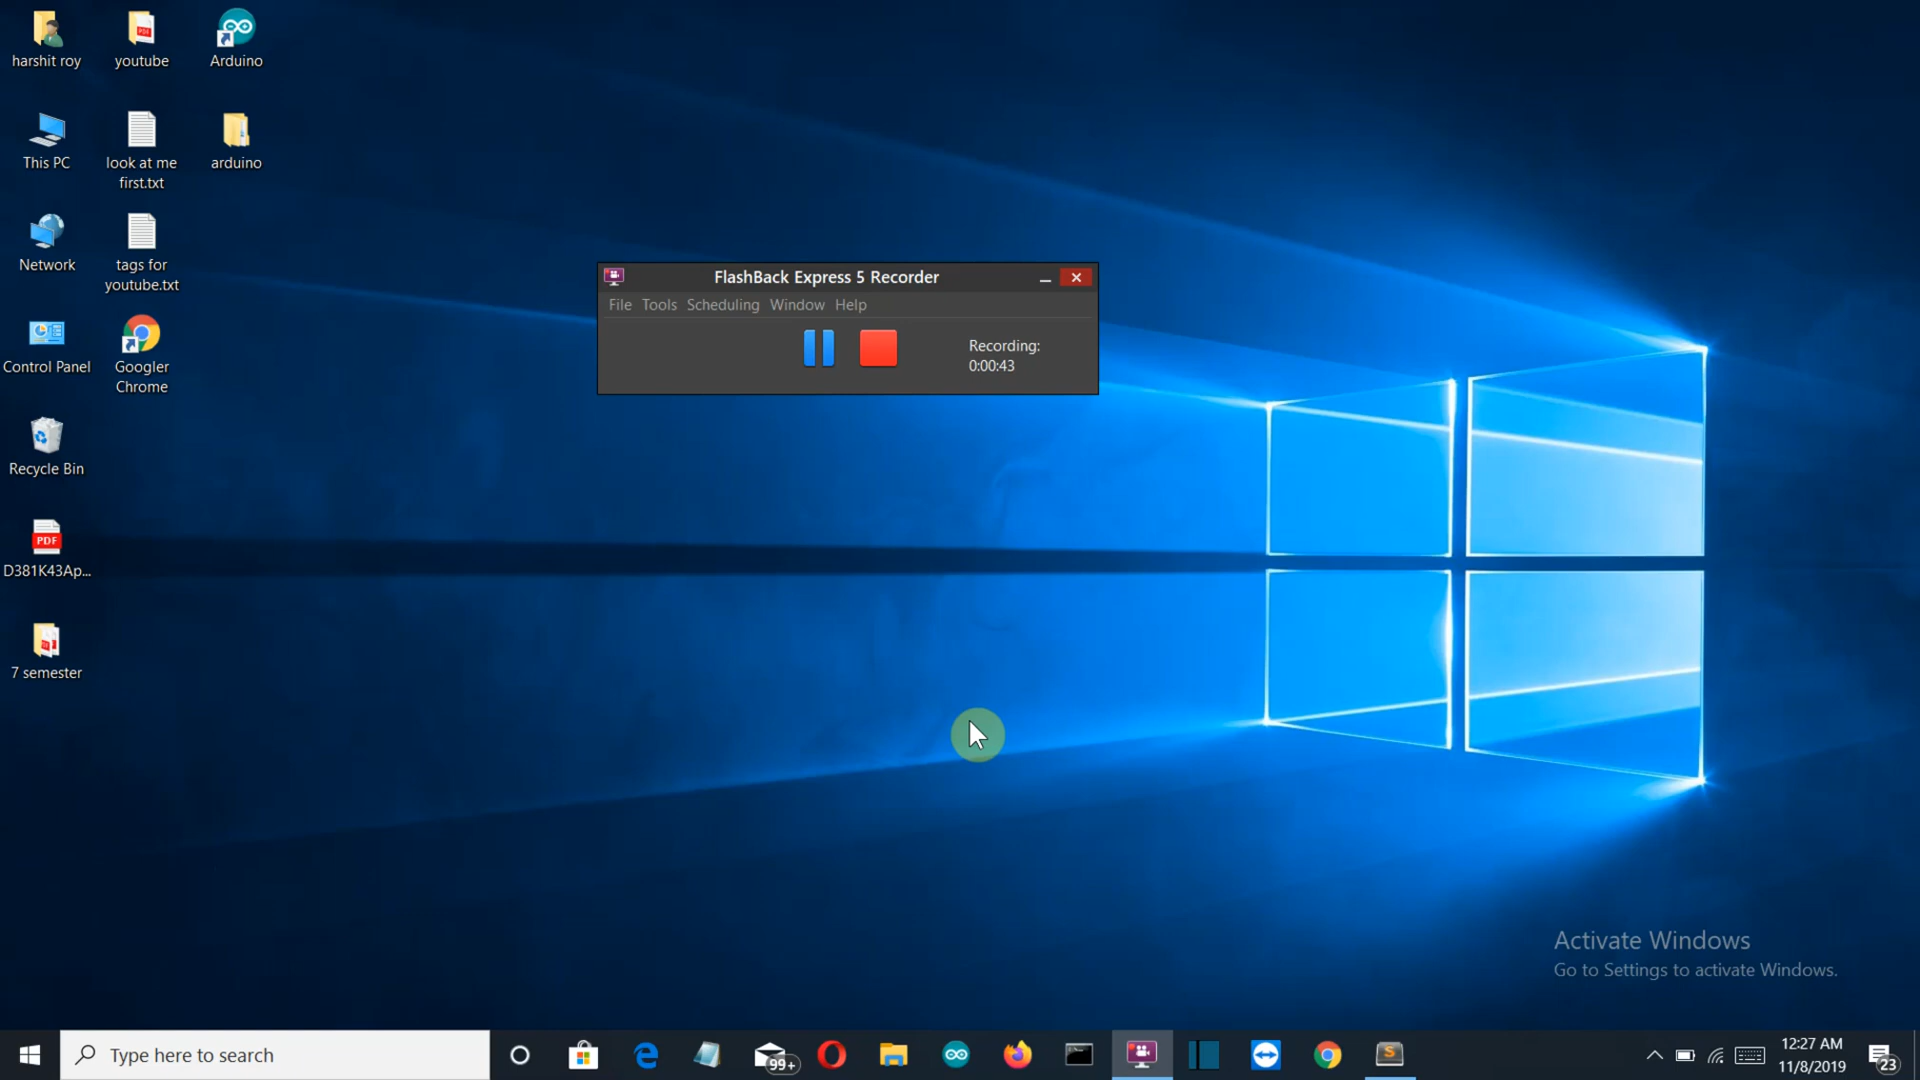 harshit roy
youtube
Arduino
This PC
look at me
first.txt
arduino
Network
tags for
youtube.txt
Control Panel
Googler
Chrome
Recycle Bin
PDF
D381K43Ap...
7 semester
FlashBack Express 5 Recorder
File Tools Scheduling Window Help
Recording:
0:00:43
Activate Windows
Go to Settings to activate Windows.
Type here to search
99+
12:27 AM
11/8/2019
23